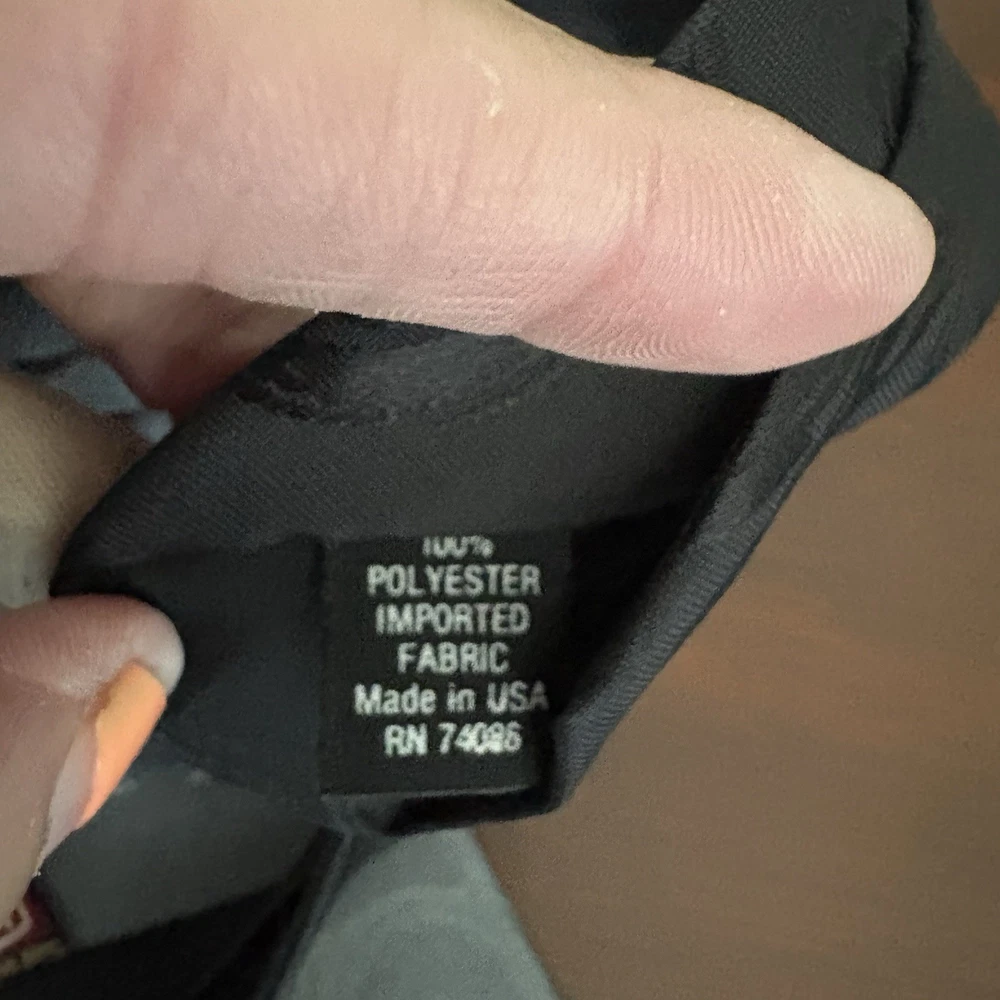 100%
POLYESTER
IMPORTED
FABRIC
Made in USA
RN 74086